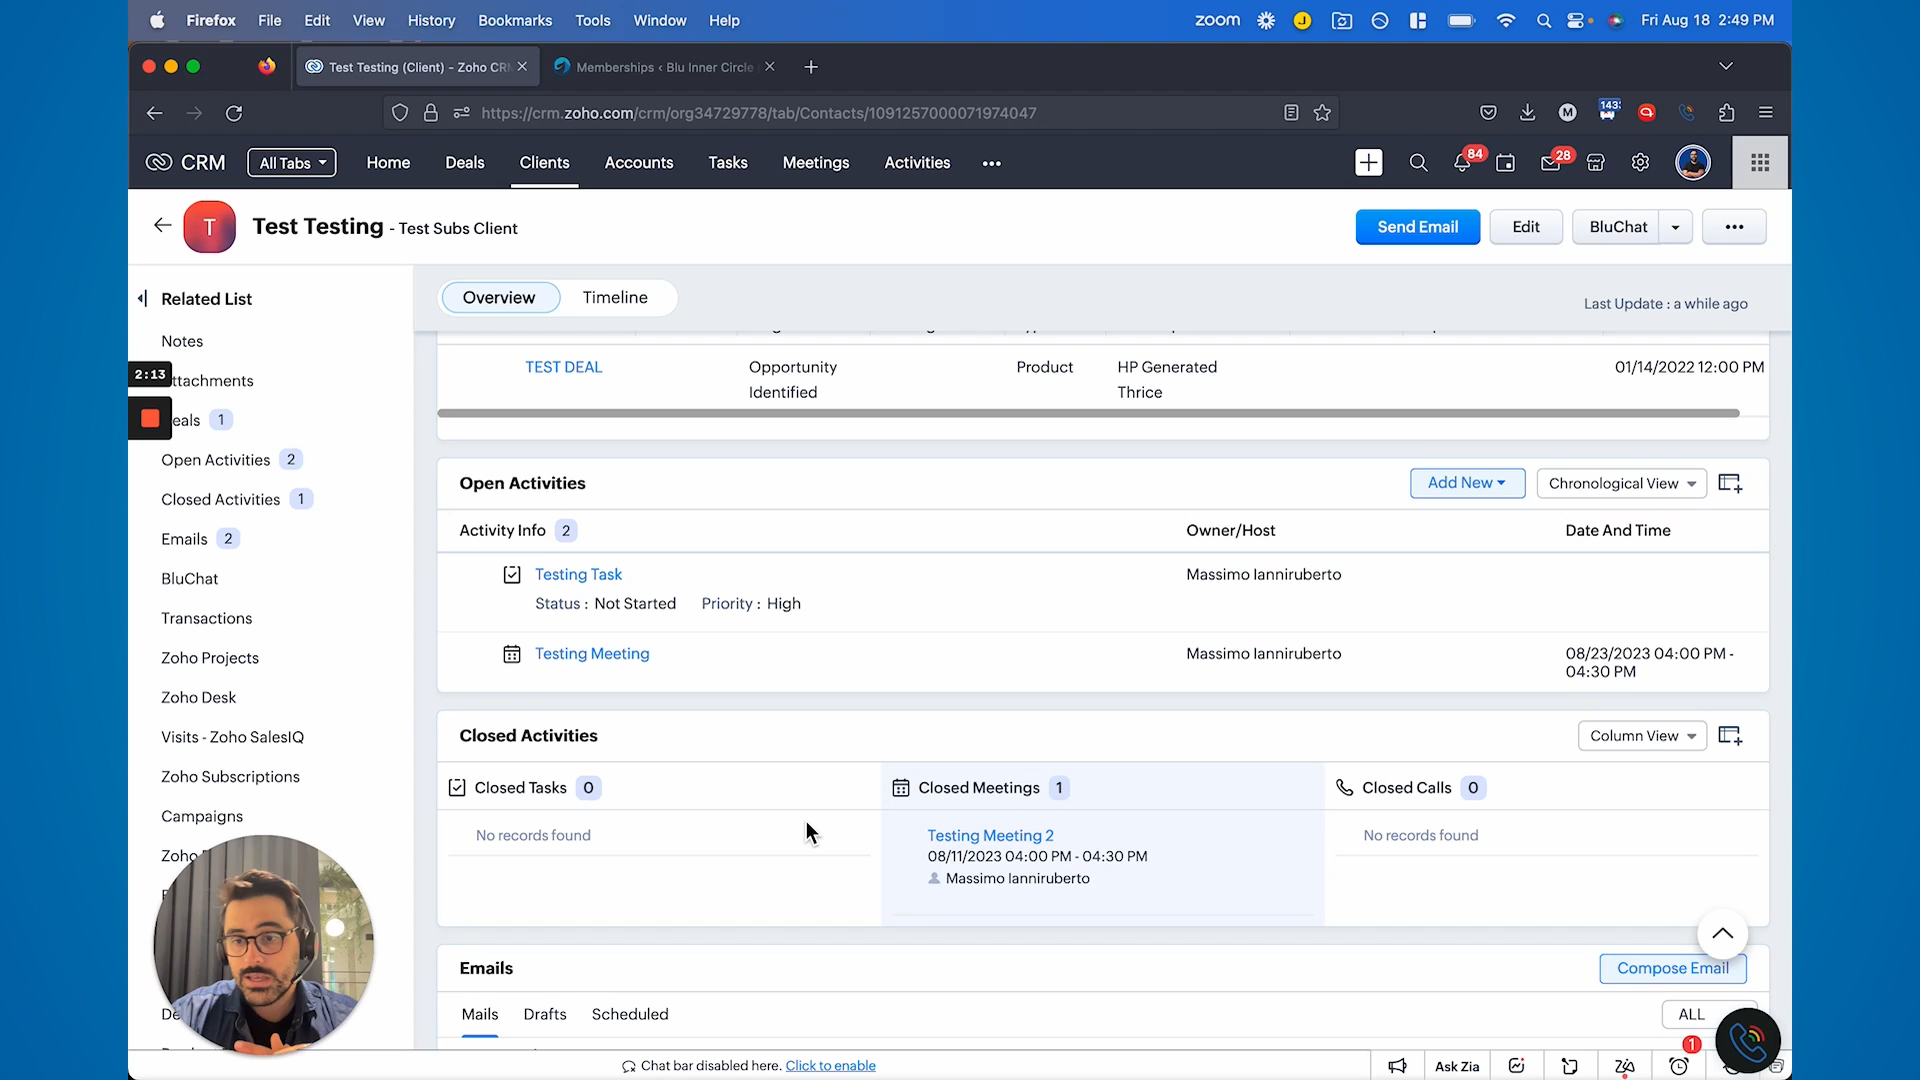 Firefox File Edit View History Bookmarks Tools Window Help
zoom J Fri Aug 18 2:49 PM
Test Testing (Client) - Zoho CR
Memberships ‹ Blu Inner Circle
https://crm.zoho.com/crm/org34729778/tab/Contacts/1091257000071974047
M 143
CRM All Tabs Home Deals Clients Accounts Tasks Meetings Activities ••• 84 28
T Test Testing - Test Subs Client
Send Email Edit BluChat •••
Related List
Overview Timeline
Last Update : a while ago
Notes
2:13
ttachments
eals 1
Open Activities 2
Closed Activities 1
Emails 2
BluChat
Transactions
Zoho Projects
Zoho Desk
Visits - Zoho SalesIQ
Zoho Subscriptions
Campaigns
Zoho
De
TEST DEAL Opportunity Identified Product HP Generated Thrice 01/14/2022 12:00 PM
Open Activities Add New Chronological View
Activity Info 2 Owner/Host Date And Time
Testing Task Massimo Ianniruberto
Status : Not Started Priority : High
Testing Meeting Massimo Ianniruberto 08/23/2023 04:00 PM - 04:30 PM
Closed Activities Column View
Closed Tasks 0 Closed Meetings 1 Closed Calls 0
No records found Testing Meeting 2 No records found
08/11/2023 04:00 PM - 04:30 PM
Massimo Ianniruberto
Emails Compose Email
Mails Drafts Scheduled ALL
1
Chat bar disabled here. Click to enable
Ask Zia